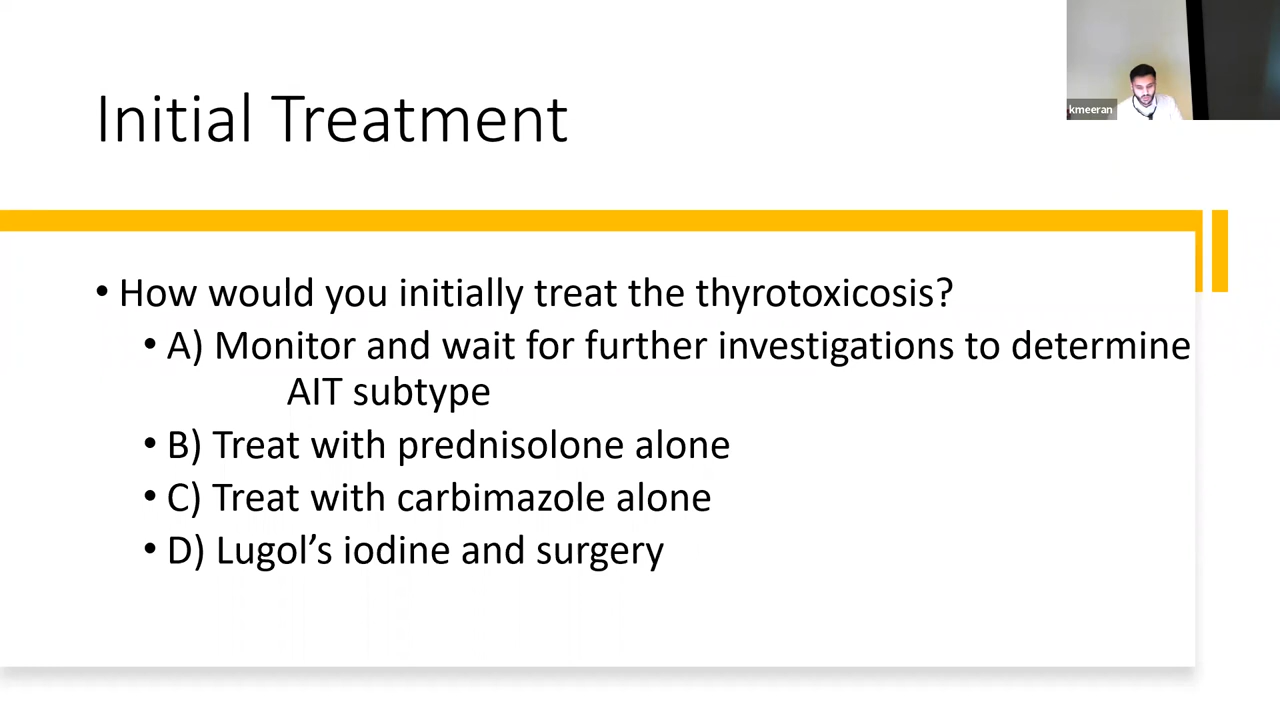 kmeeran
Initial Treatment
• How would you initially treat the thyrotoxicosis?
• A) Monitor and wait for further investigations to determine
AIT subtype
• B) Treat with prednisolone alone
• C) Treat with carbimazole alone
• D) Lugol’s iodine and surgery